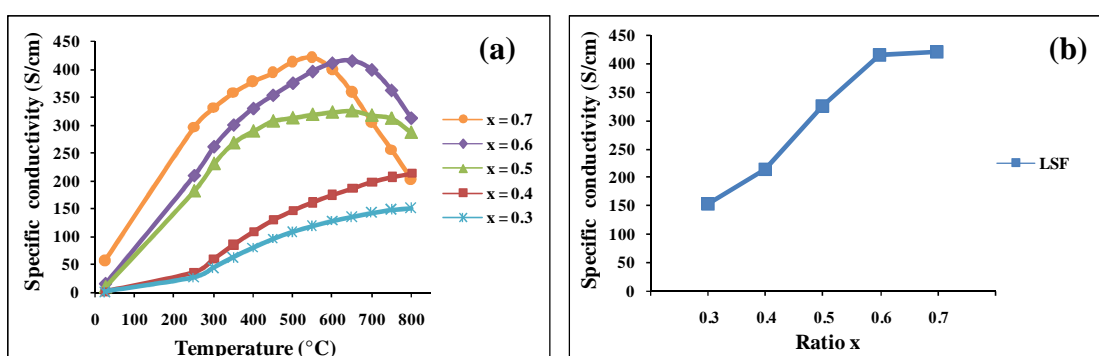 (a)
Specific conductivity (S/cm)
450
400
350
300
250
200
150
100
50
0
0 100 200 300 400 500 600 700 800
Temperature (°C)
x = 0.7
x = 0.6
x = 0.5
x = 0.4
x = 0.3
(b)
Specific conductivity (S/cm)
450
400
350
300
250
200
150
100
50
0
0.3 0.4 0.5 0.6 0.7
Ratio x
LSF